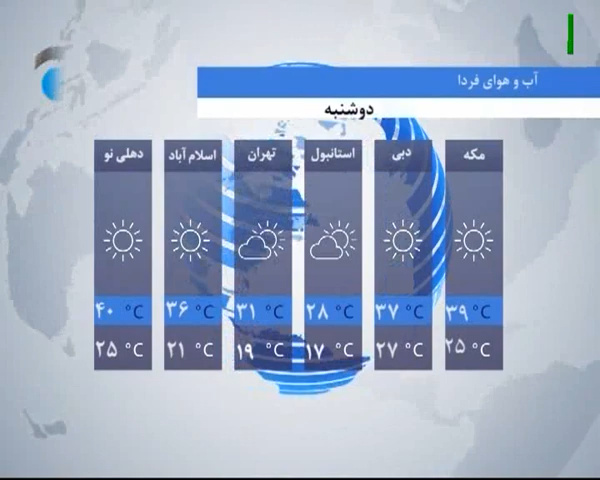 آب و هوای فردا
دوشنبه
مکه دبی استانبول تهران اسلام آباد دهلی نو
۳۹ °C ۳۷ °C ۲۸ °C ۳۱ °C ۳۶ °C ۴۰ °C
۲۵ °C ۲۷ °C ۱۷ °C ۱۹ °C ۲۱ °C ۲۵ °C